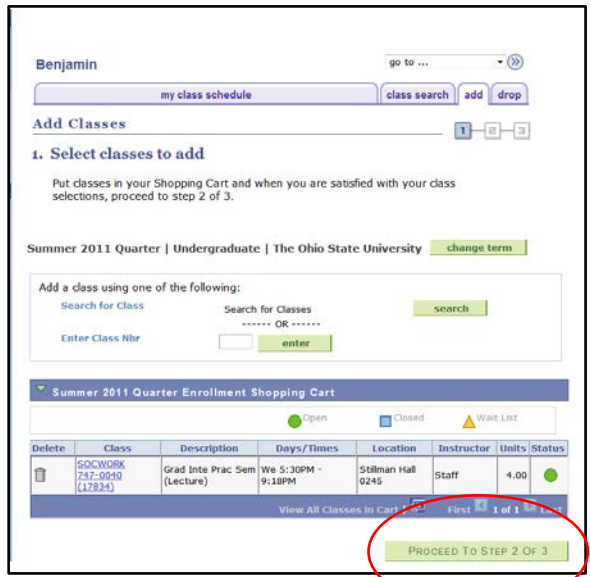 Benjamin
go to ...
my class schedule
class search
add
drop
Add Classes
1 2 3
1. Select classes to add
Put classes in your Shopping Cart and when you are satisfied with your class
selections, proceed to step 2 of 3.
Summer 2011 Quarter | Undergraduate | The Ohio State University
change term
Add a class using one of the following:
Search for Class
Search for Classes
search
------ OR ------
Enter Class Nbr
enter
Summer 2011 Quarter Enrollment Shopping Cart
Open
Closed
Wait List
Delete Class Description Days/Times Location Instructor Units Status
SOCWORK
747-0040
(17834)
Grad Inte Prac Sem
(Lecture)
We 5:30PM -
9:18PM
Stillman Hall
0245
Staff
4.00
View All Classes in Cart |
First 1 of 1 Last
PROCEED TO STEP 2 OF 3